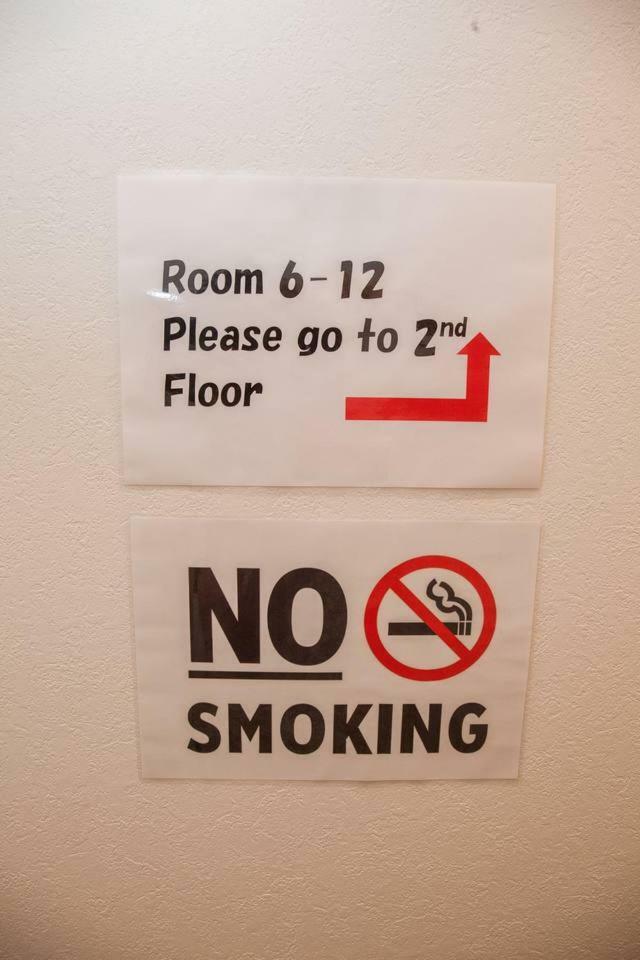 Room 6-12
Please go to 2nd
Floor
NO
SMOKING